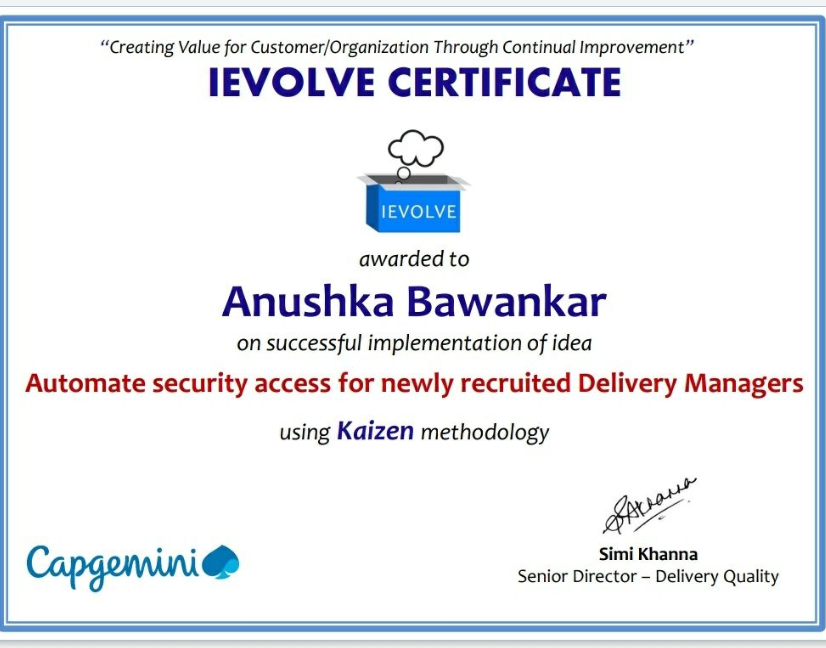 “Creating Value for Customer/Organization Through Continual Improvement”
IEVOLVE CERTIFICATE
IEVOLVE
awarded to
Anushka Bawankar
on successful implementation of idea
Automate security access for newly recruited Delivery Managers
using Kaizen methodology
SAKhanna
Simi Khanna
Capgemini
Senior Director – Delivery Quality